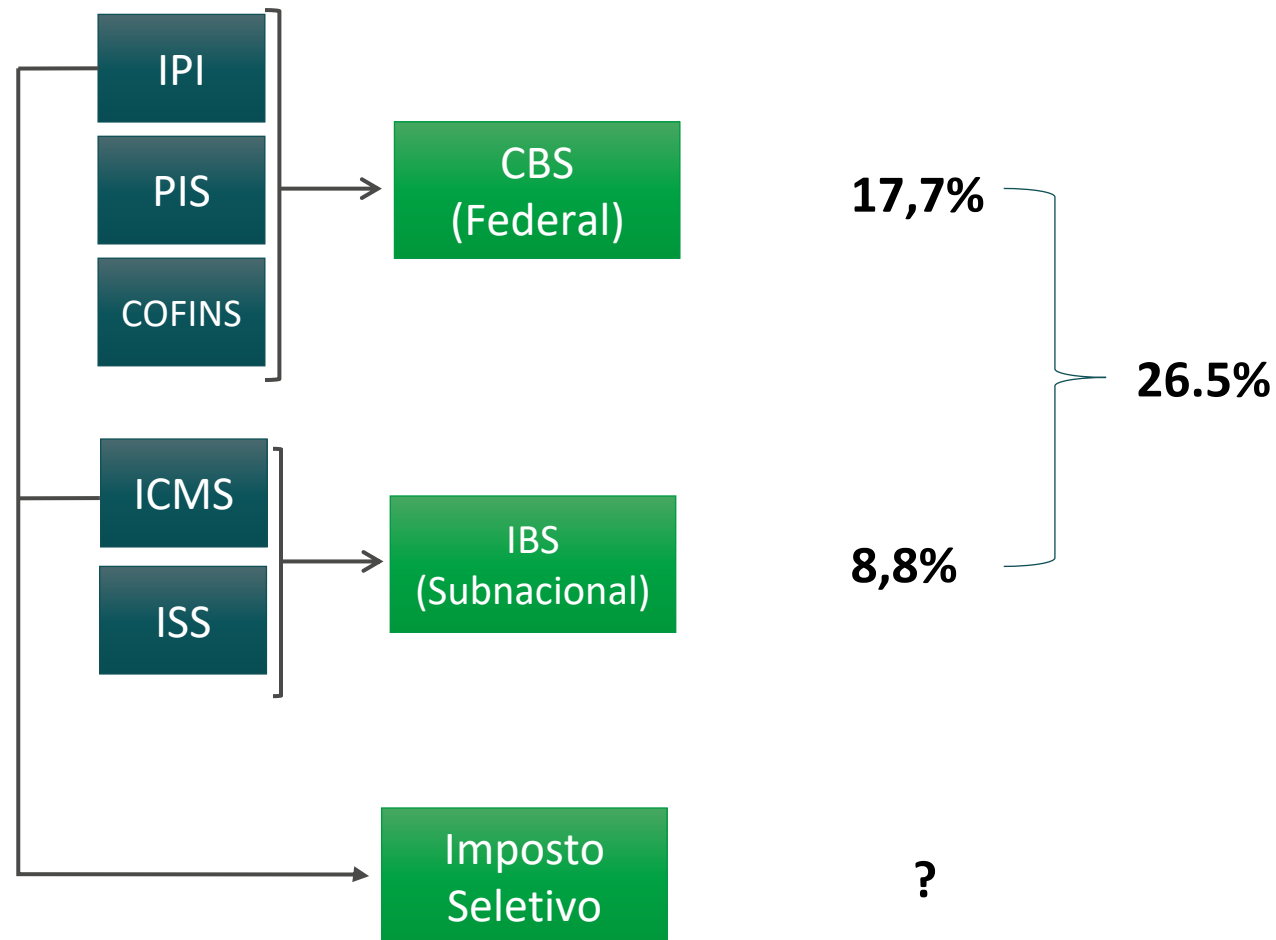 IPI
PIS
COFINS
CBS
(Federal)
17,7%
26.5%
ICMS
ISS
IBS
(Subnacional)
8,8%
Imposto
Seletivo
?